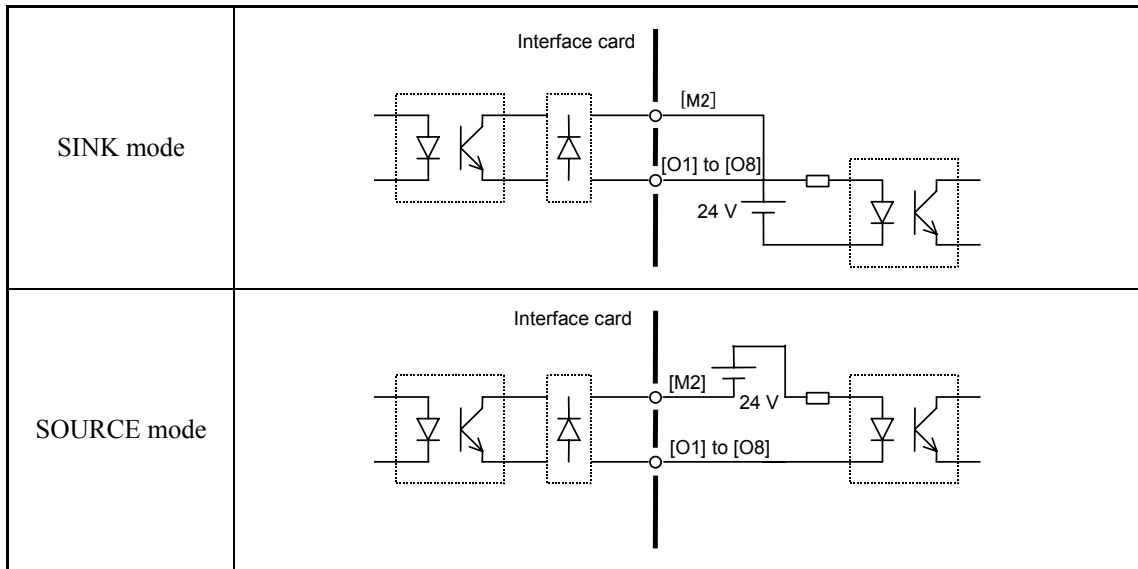 Interface card
[M2]
SINK mode
[O1] to [O8]
24 V
Interface card
[M2]
24 V
SOURCE mode
[O1] to [O8]